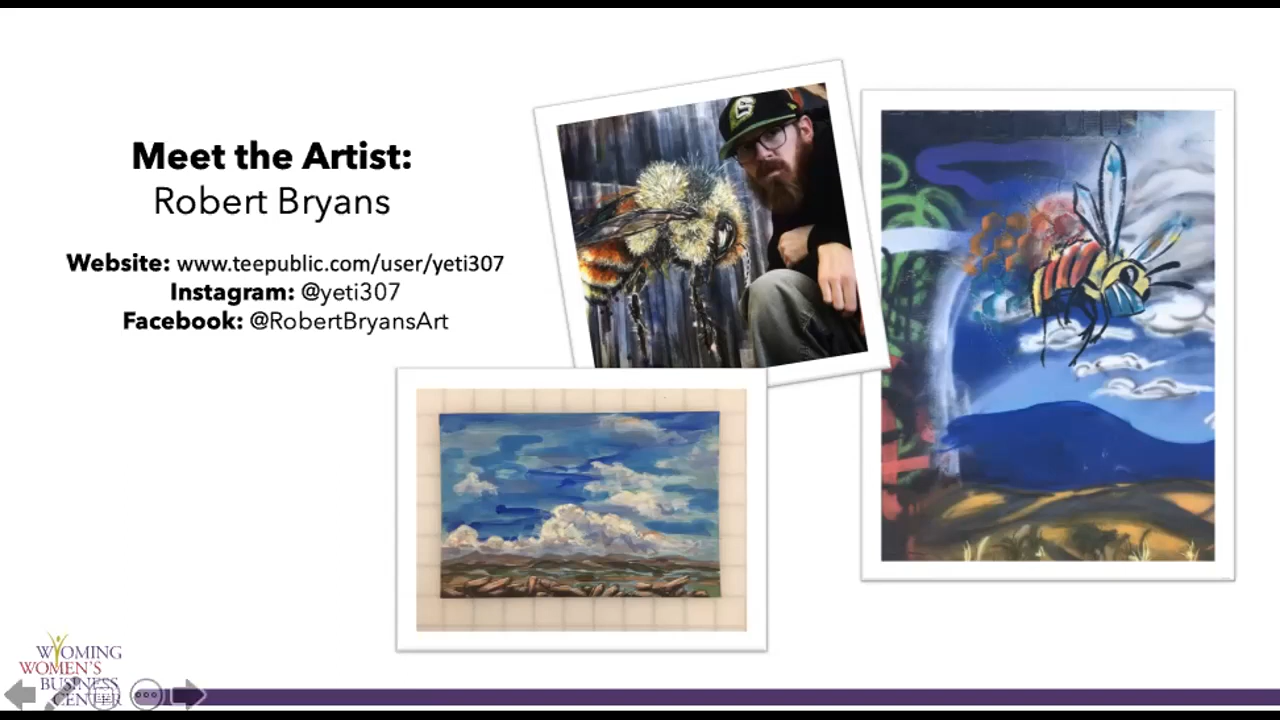 Meet the Artist:
Robert Bryans
Website: www.teepublic.com/user/yeti307
Instagram: @yeti307
Facebook: @RobertBryansArt
WYOMING
WOMEN'S
BUSINESS
CENTER